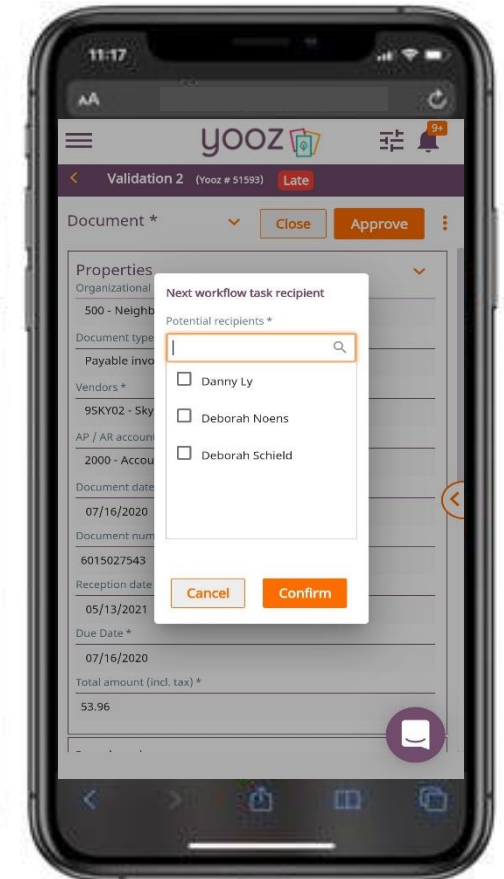 11:17
AA
yooz
9+
Validation 2 (Yooz # 51593) Late
Document * Close Approve
Properties
Organizational
500 - Neighb
Document type
Payable invo
Vendors *
9SKY02 - Sky
AP / AR accoun
2000 - Accou
Document date
07/16/2020
Document num
6015027543
Reception date
05/13/2021
Due Date *
07/16/2020
Total amount (incl. tax) *
53.96
Next workflow task recipient
Potential recipients *
Danny Ly
Deborah Noens
Deborah Schield
Cancel Confirm